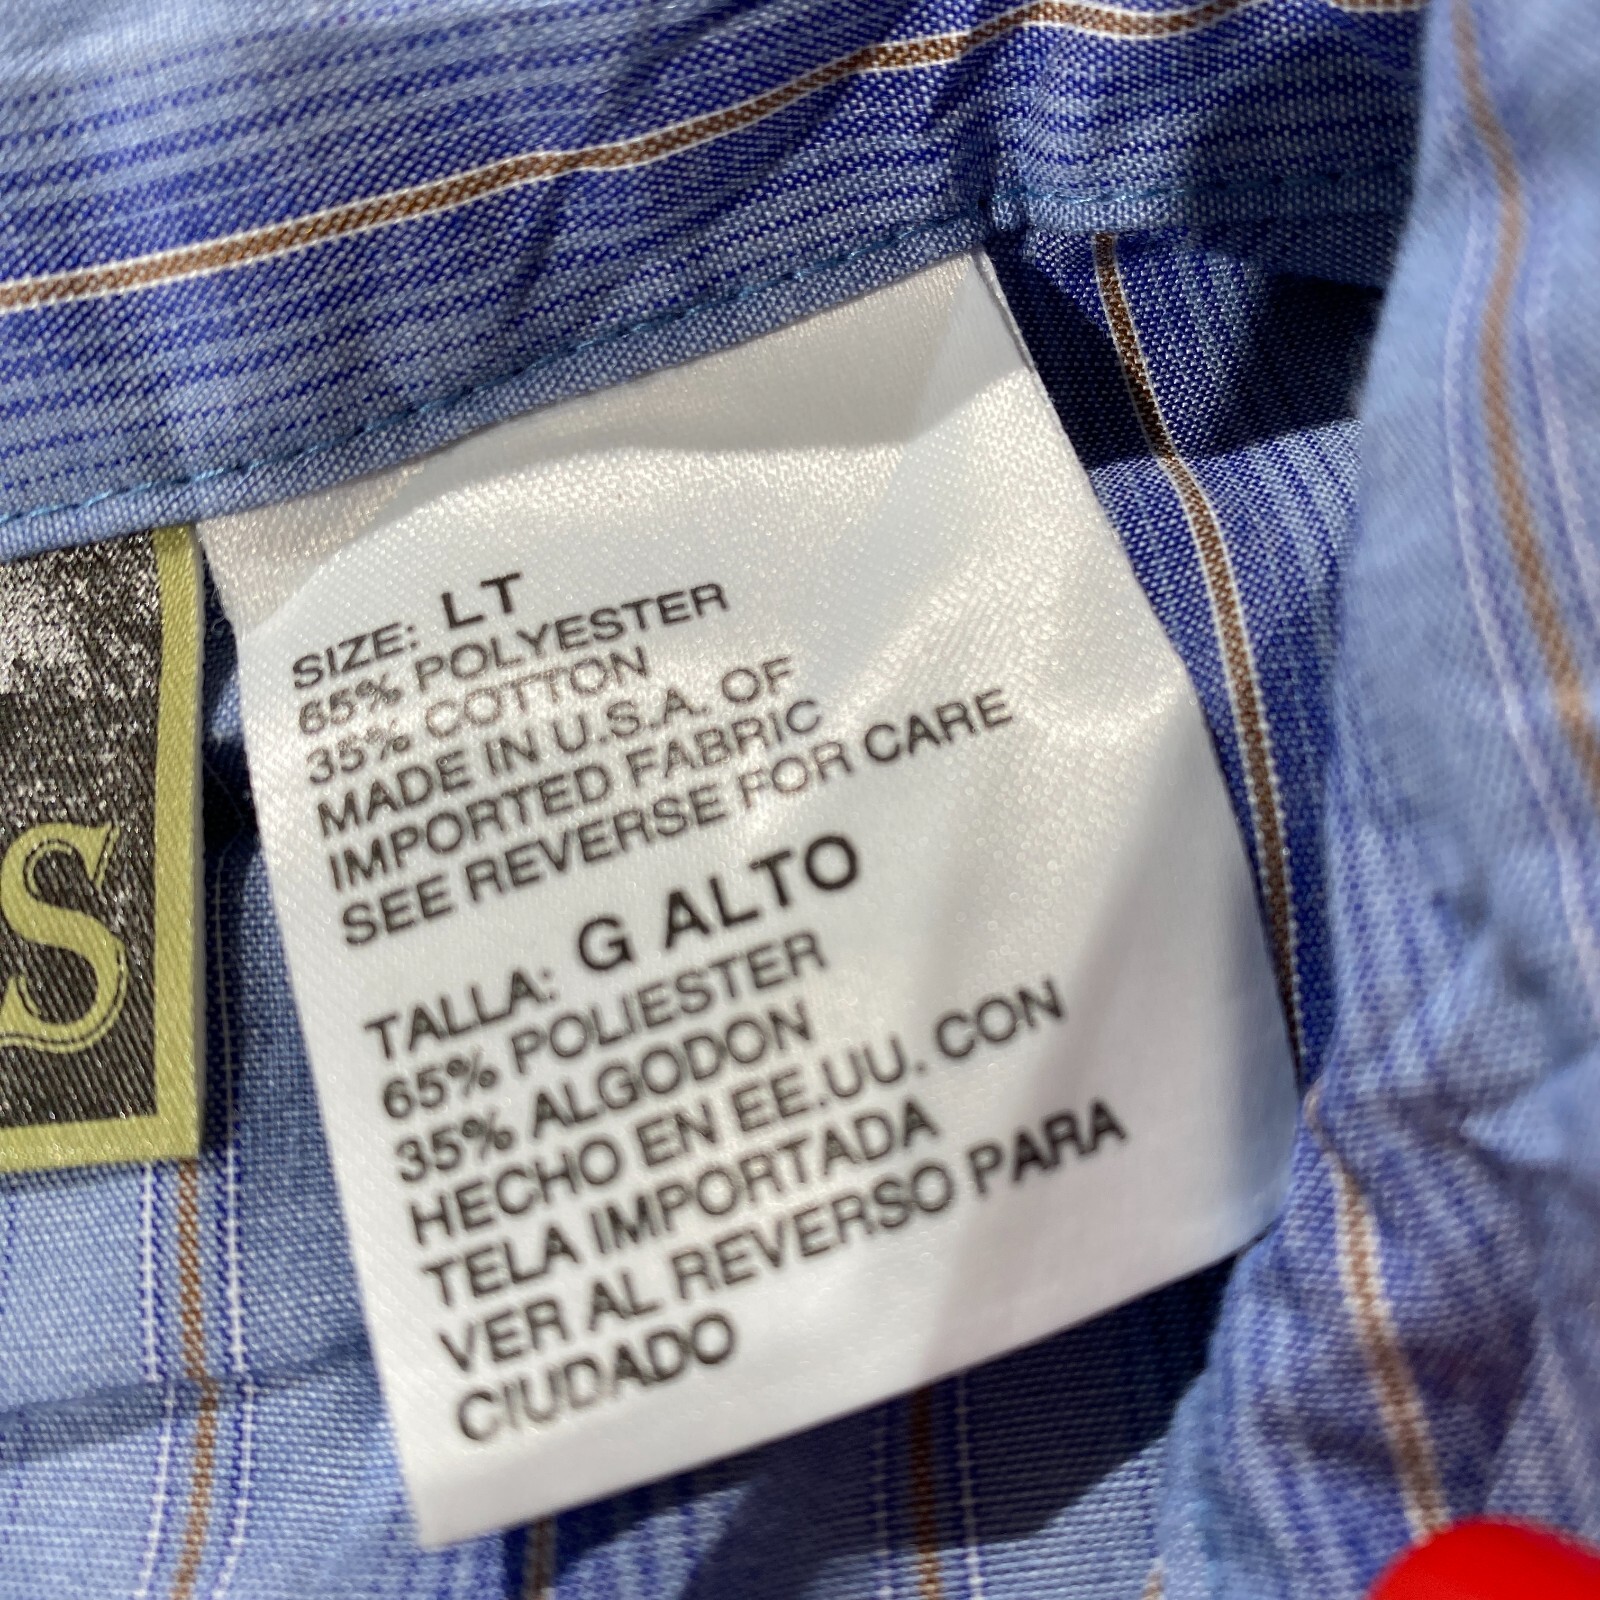 SIZE: LT
65% POLYESTER
35% COTTON
MADE IN U.S.A. OF
IMPORTED FABRIC
SEE REVERSE FOR CARE
TALLA: G ALTO
65% POLIESTER
35% ALGODON
HECHO EN EE.UU. CON
TELA IMPORTADA
VER AL REVERSO PARA
CIUDADO
S